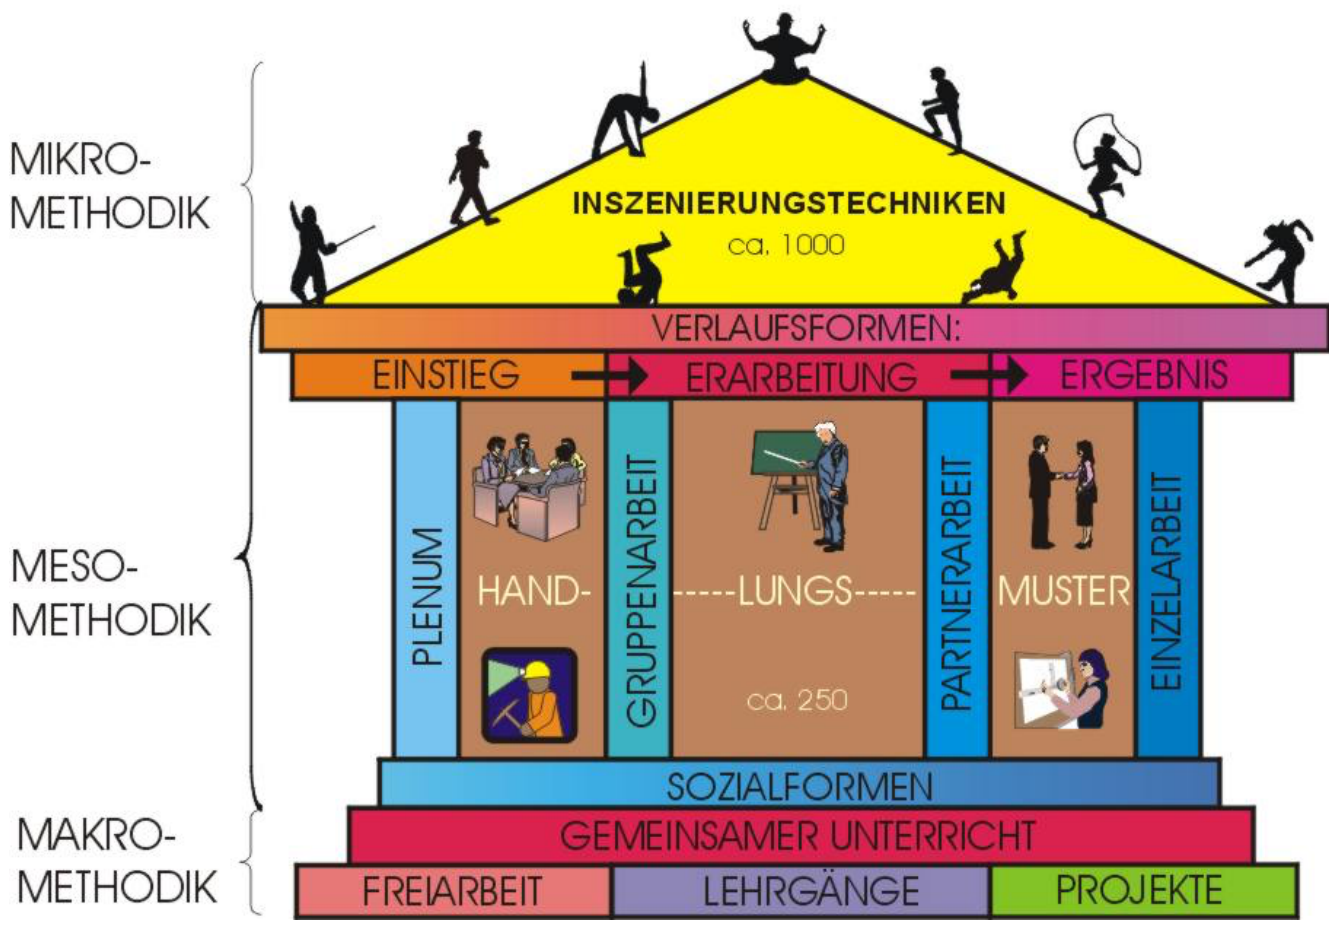 MIKRO-
METHODIK
INSZENIERUNGSTECHNIKEN
ca. 1000
VERLAUFSFORMEN:
EINSTIEG
ERARBEITUNG
ERGEBNIS
MESO-
METHODIK
PLENUM
HAND-
GRUPPENARBEIT
-----LUNGS-----
ca. 250
PARTNERARBEIT
MUSTER
EINZELARBEIT
SOZIALFORMEN
MAKRO-
METHODIK
GEMEINSAMER UNTERRICHT
FREIARBEIT
LEHRGÄNGE
PROJEKTE